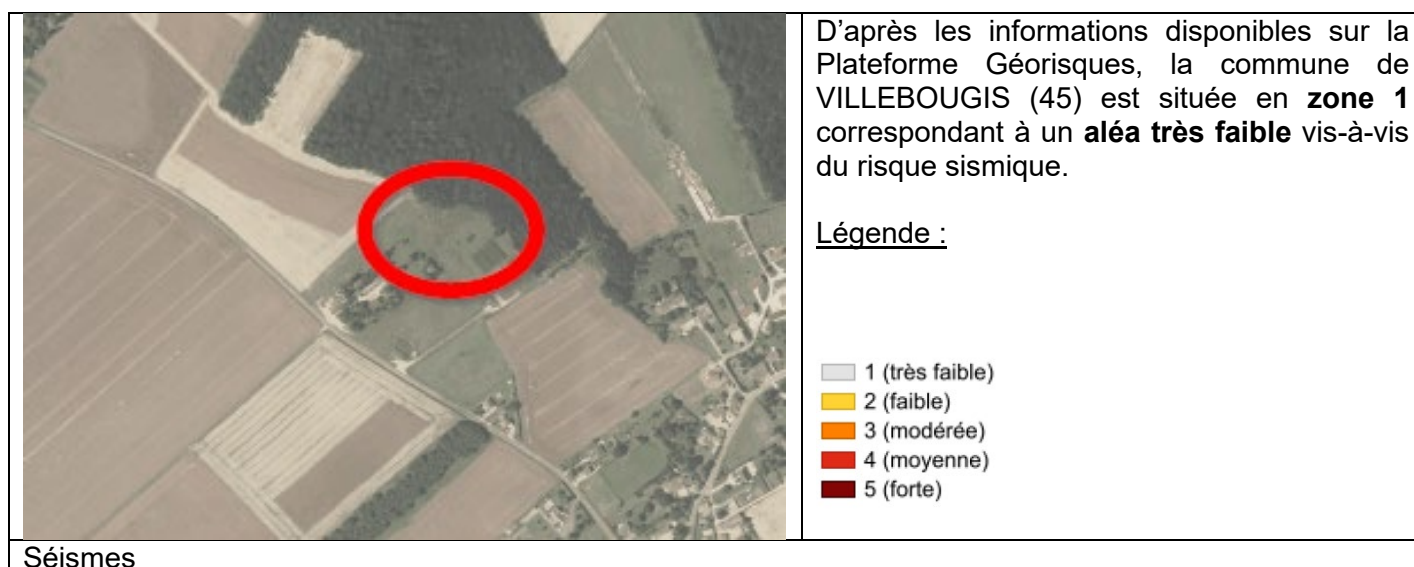 D’après les informations disponibles sur la
Plateforme Géorisques, la commune de
VILLEBOUGIS (45) est située en zone 1
correspondant à un aléa très faible vis-à-vis
du risque sismique.
Légende :
1 (très faible)
2 (faible)
3 (modérée)
4 (moyenne)
5 (forte)
Séismes